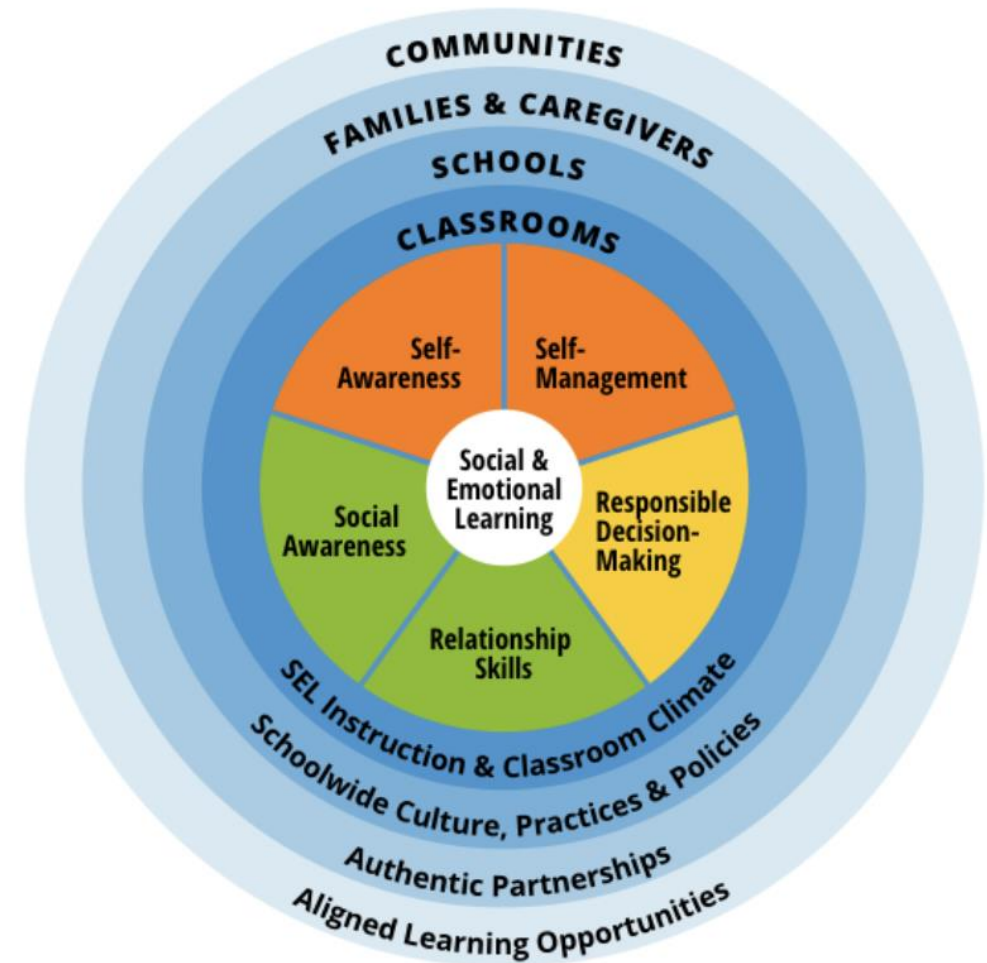 COMMUNITIES
FAMILIES & CAREGIVERS
SCHOOLS
CLASSROOMS
Self-
Awareness
Self-
Management
Social &
Emotional
Learning
Social
Awareness
Responsible
Decision-
Making
Relationship
Skills
SEL Instruction & Classroom Climate
Schoolwide Culture, Practices & Policies
Authentic Partnerships
Aligned Learning Opportunities